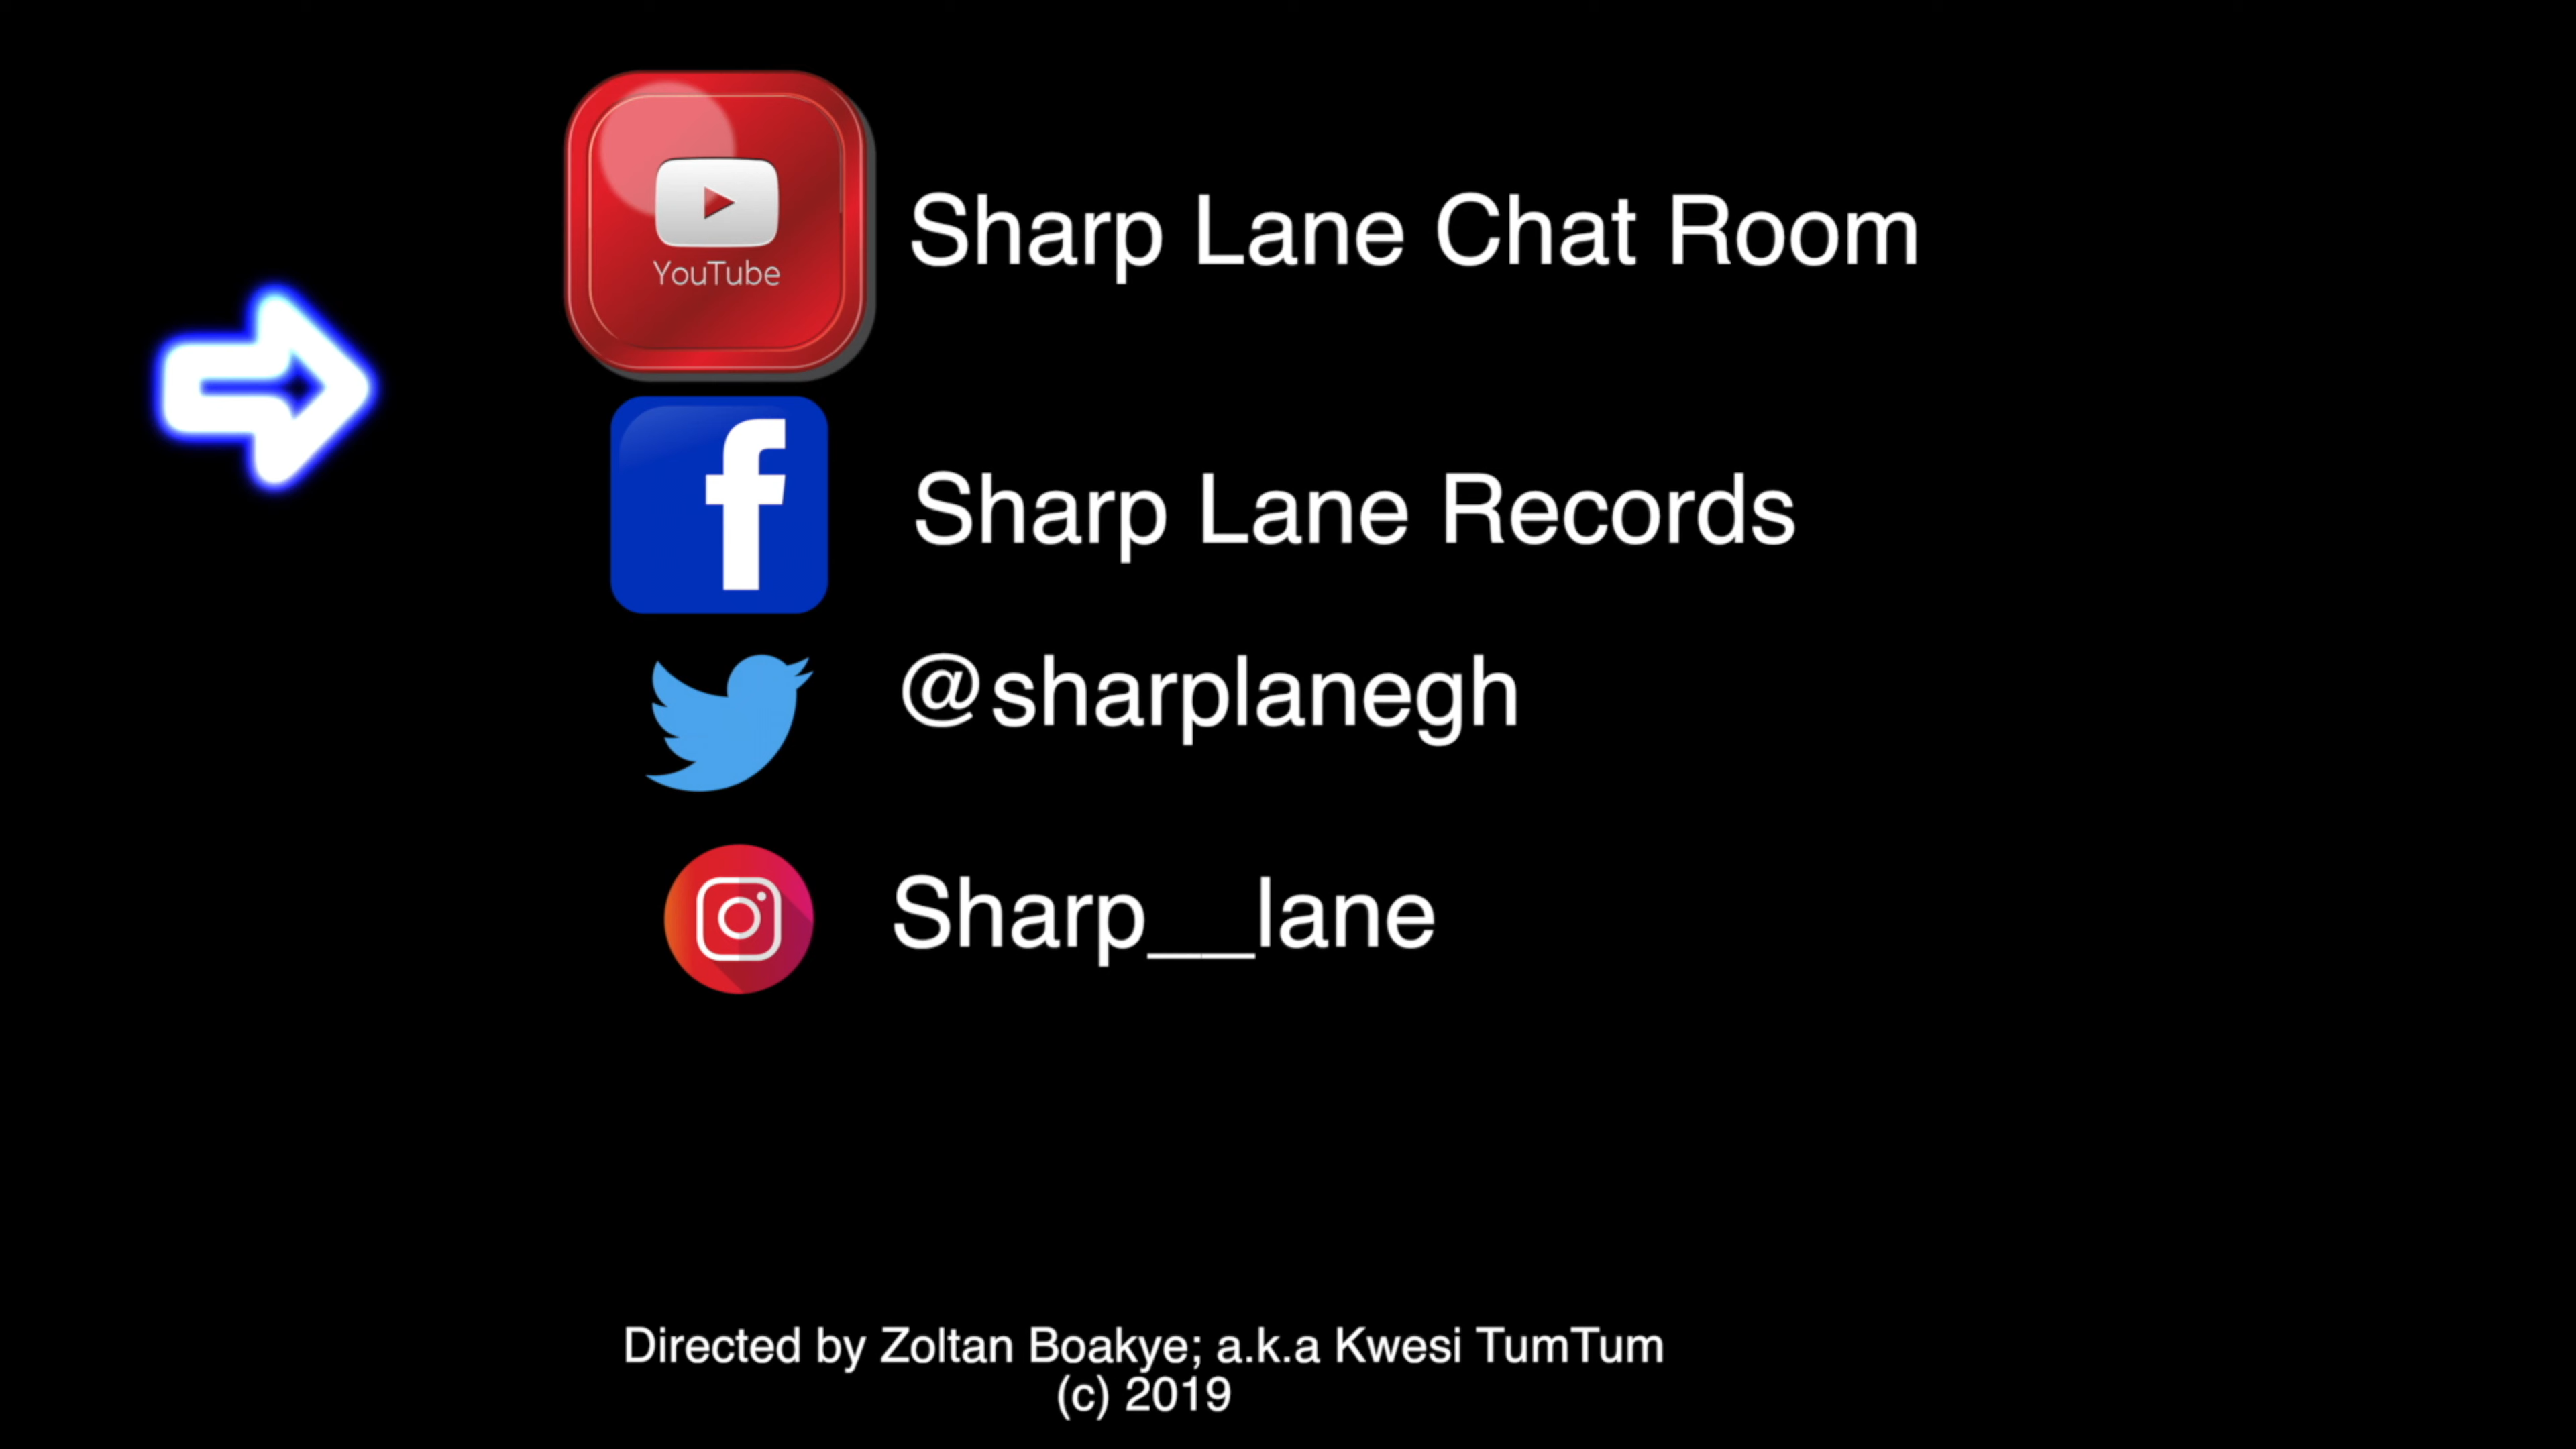 YouTube
Sharp Lane Chat Room
f
Sharp Lane Records
@sharplanegh
Sharp__lane
Directed by Zoltan Boakye; a.k.a Kwesi TumTum
(c) 2019